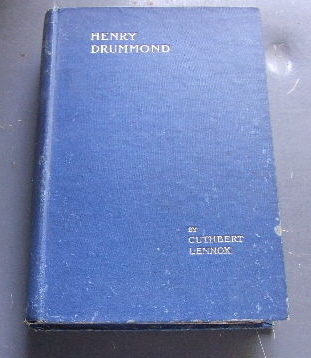 HENRY
DRUMMOND
BY
CUTHBERT
LENNOX